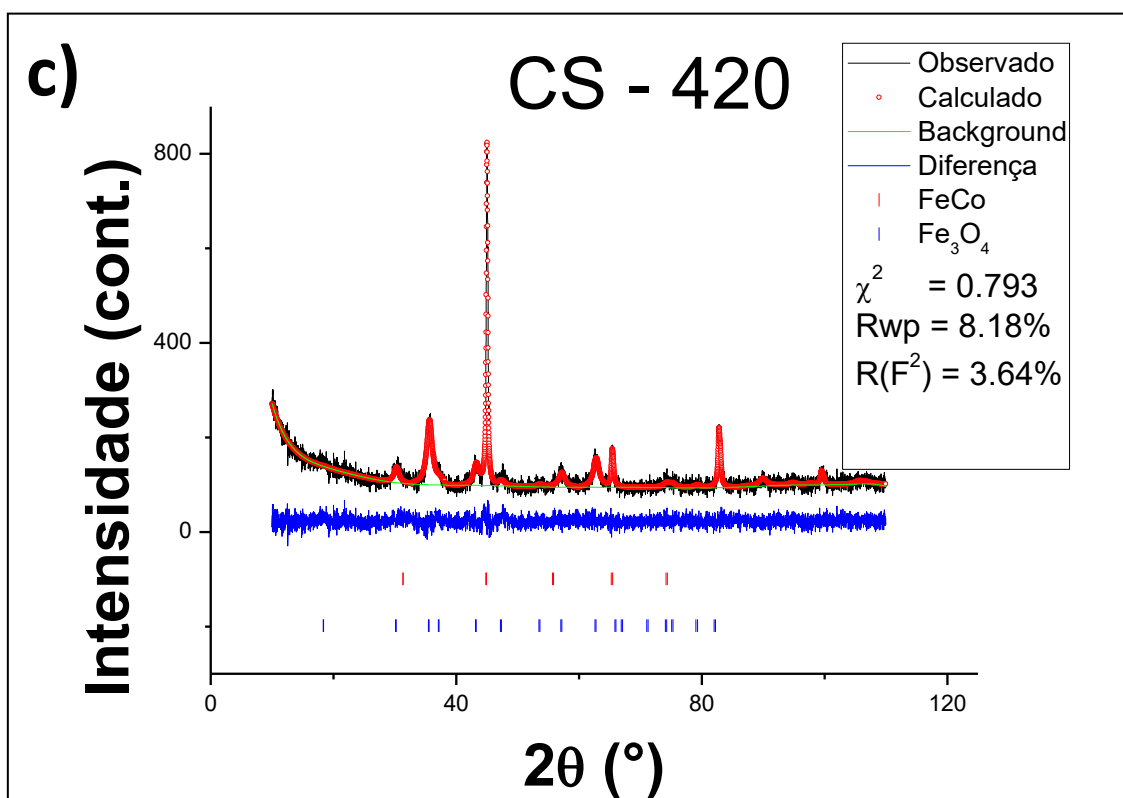 c)
CS - 420
Observado
Calculado
Background
Diferença
FeCo
Fe₃O₄
χ² = 0.793
Rwp = 8.18%
R(F²) = 3.64%
Intensidade (cont.)
800
400
0
0
40
80
120
2θ (°)